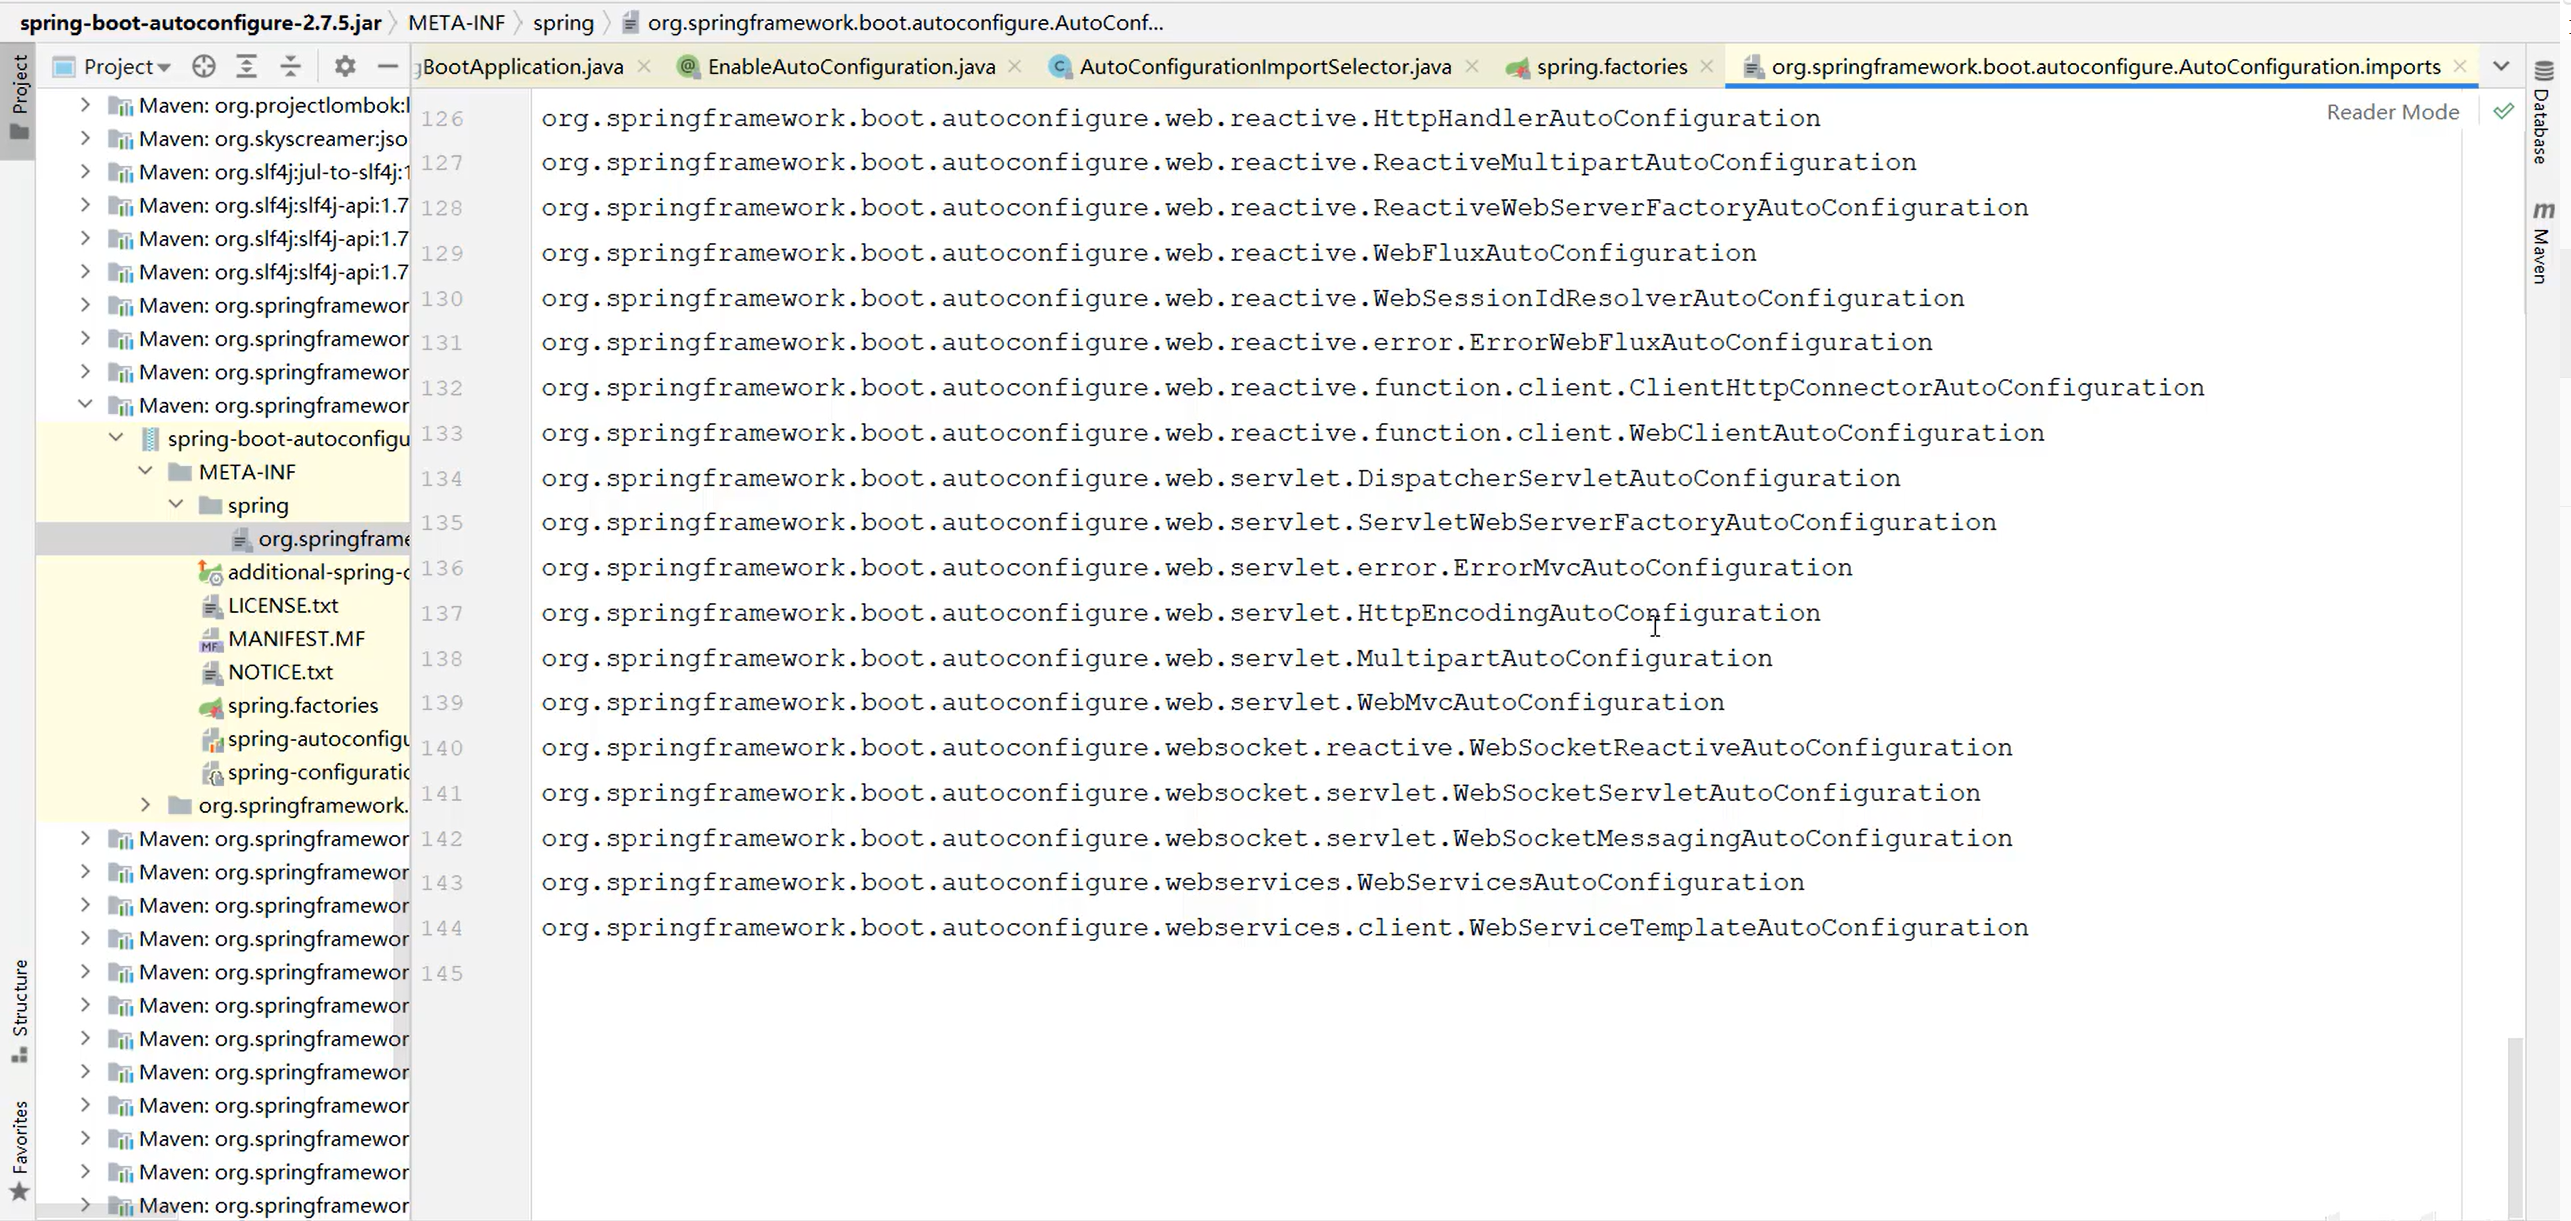 spring-boot-autoconfigure-2.7.5.jar META-INF spring org.springframework.boot.autoconfigure.AutoConf...
Project
BootApplication.java EnableAutoConfiguration.java AutoConfigurationImportSelector.java spring.factories org.springframework.boot.autoconfigure.AutoConfiguration.imports
Project
Structure
Favorites
Maven: org.projectlombok:l
Maven: org.skyscreamer:jso
Maven: org.slf4j:jul-to-slf4j:1
Maven: org.slf4j:slf4j-api:1.7
Maven: org.slf4j:slf4j-api:1.7
Maven: org.slf4j:slf4j-api:1.7
Maven: org.springframewor
Maven: org.springframewor
Maven: org.springframewor
Maven: org.springframewor
spring-boot-autoconfigu
META-INF
spring
org.springframe
additional-spring-c
LICENSE.txt
MANIFEST.MF
NOTICE.txt
spring.factories
spring-autoconfigu
spring-configuratio
org.springframework.
Maven: org.springframewor
Maven: org.springframewor
Maven: org.springframewor
Maven: org.springframewor
Maven: org.springframewor
Maven: org.springframewor
Maven: org.springframewor
Maven: org.springframewor
Maven: org.springframewor
Maven: org.springframewor
Maven: org.springframewor
Maven: org.springframewor
126 org.springframework.boot.autoconfigure.web.reactive.HttpHandlerAutoConfiguration
127 org.springframework.boot.autoconfigure.web.reactive.ReactiveMultipartAutoConfiguration
128 org.springframework.boot.autoconfigure.web.reactive.ReactiveWebServerFactoryAutoConfiguration
129 org.springframework.boot.autoconfigure.web.reactive.WebFluxAutoConfiguration
130 org.springframework.boot.autoconfigure.web.reactive.WebSessionIdResolverAutoConfiguration
131 org.springframework.boot.autoconfigure.web.reactive.error.ErrorWebFluxAutoConfiguration
132 org.springframework.boot.autoconfigure.web.reactive.function.client.ClientHttpConnectorAutoConfiguration
133 org.springframework.boot.autoconfigure.web.reactive.function.client.WebClientAutoConfiguration
134 org.springframework.boot.autoconfigure.web.servlet.DispatcherServletAutoConfiguration
135 org.springframework.boot.autoconfigure.web.servlet.ServletWebServerFactoryAutoConfiguration
136 org.springframework.boot.autoconfigure.web.servlet.error.ErrorMvcAutoConfiguration
137 org.springframework.boot.autoconfigure.web.servlet.HttpEncodingAutoConfiguration
138 org.springframework.boot.autoconfigure.web.servlet.MultipartAutoConfiguration
139 org.springframework.boot.autoconfigure.web.servlet.WebMvcAutoConfiguration
140 org.springframework.boot.autoconfigure.websocket.reactive.WebSocketReactiveAutoConfiguration
141 org.springframework.boot.autoconfigure.websocket.servlet.WebSocketServletAutoConfiguration
142 org.springframework.boot.autoconfigure.websocket.servlet.WebSocketMessagingAutoConfiguration
143 org.springframework.boot.autoconfigure.webservices.WebServicesAutoConfiguration
144 org.springframework.boot.autoconfigure.webservices.client.WebServiceTemplateAutoConfiguration
145
Reader Mode
Database
Maven